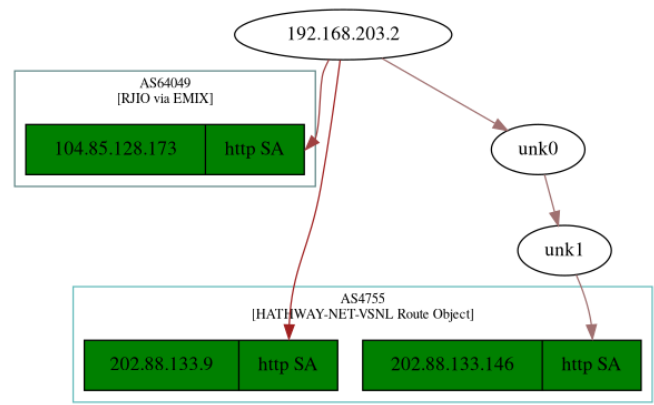 192.168.203.2
AS64049
[RJIO via EMIX]
104.85.128.173 http SA
unk0
unk1
AS4755
[HATHWAY-NET-VSNL Route Object]
202.88.133.9 http SA 202.88.133.146 http SA